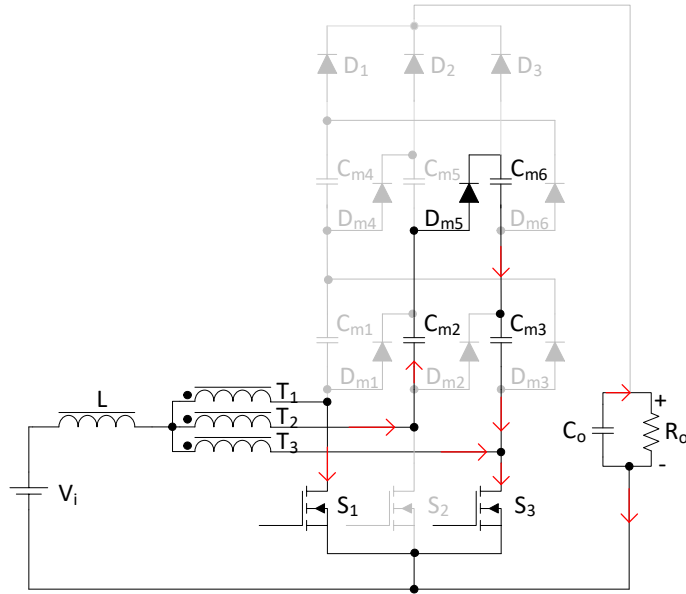 D1 D2 D3
Cm4 Cm5 Cm6
Dm4 Dm5 Dm6
Cm1 Cm2 Cm3
Dm1 Dm2 Dm3
L T1
T2
T3
Co + Ro -
Vi
S1 S2 S3